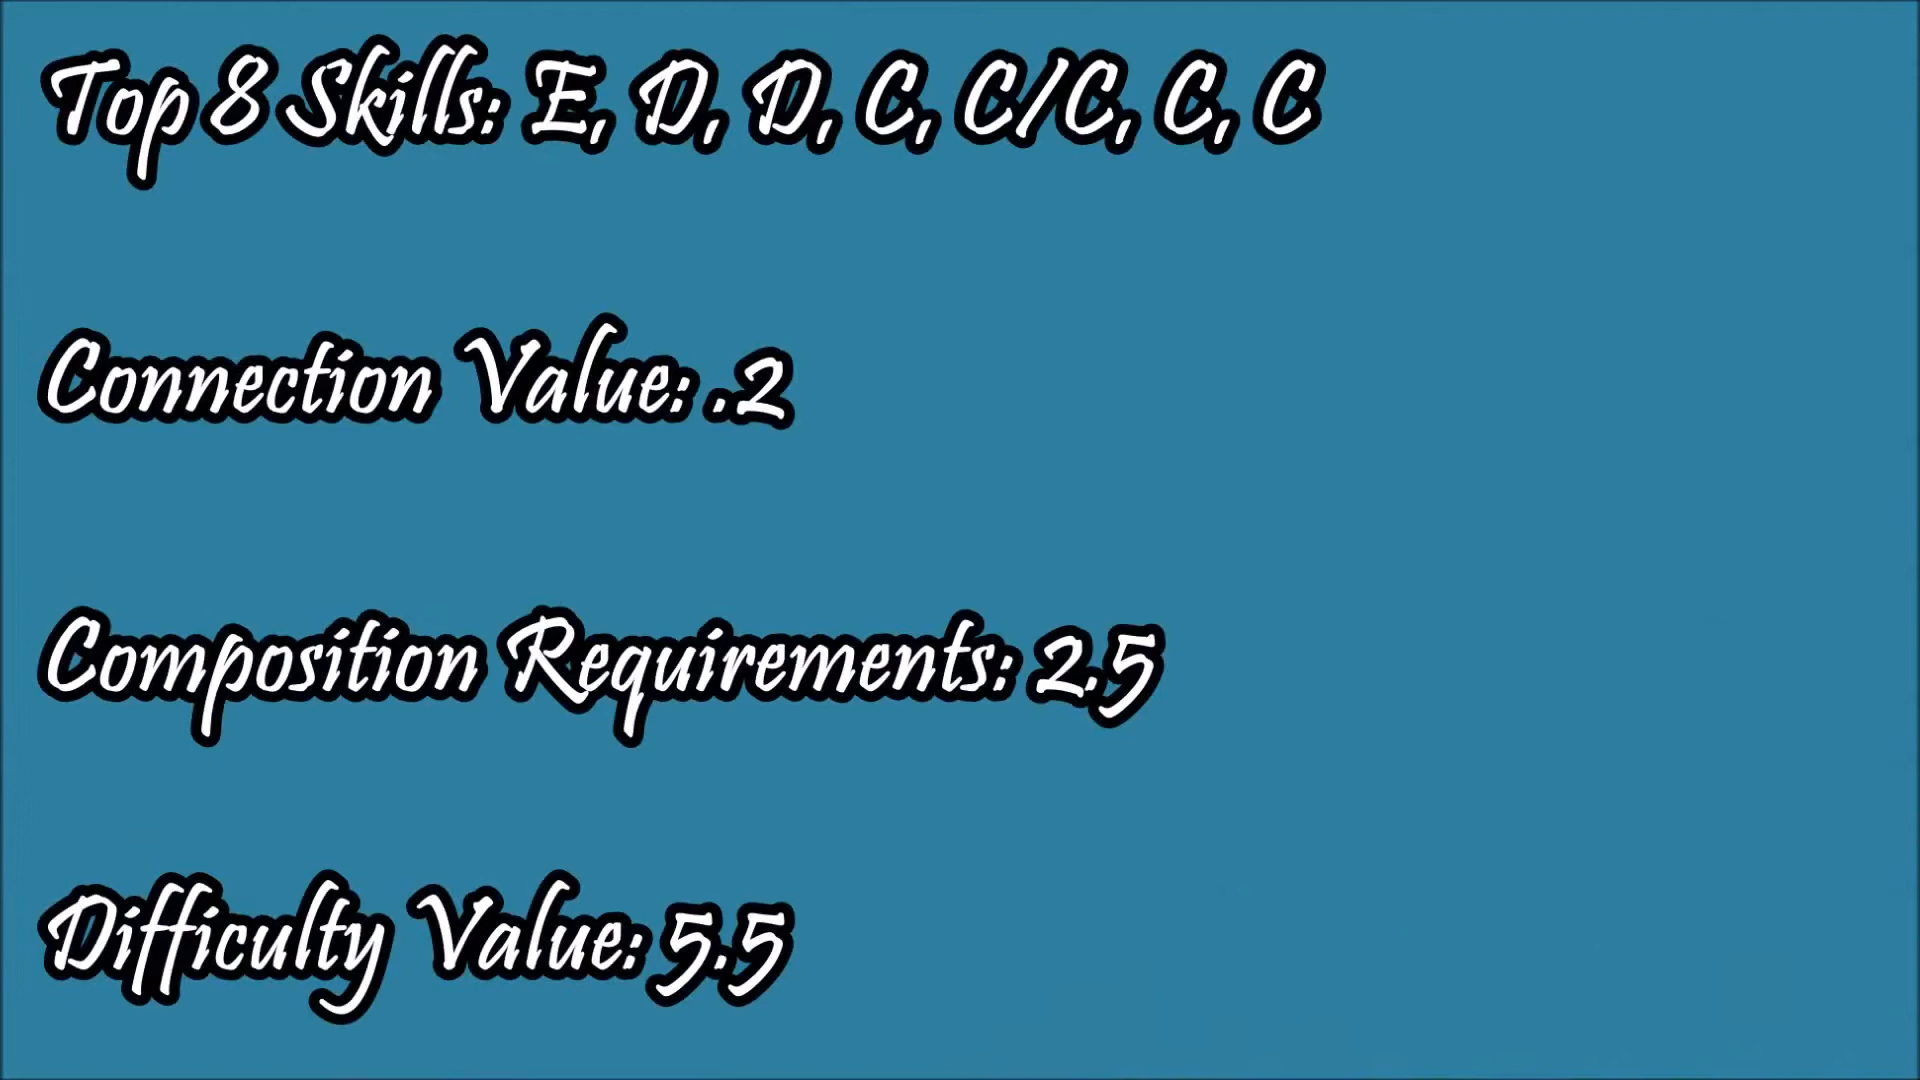 Top 8 Skills: E, D, D, C, C/C, C, C
Connection Value: .2
Composition Requirements: 2.5
Difficulty Value: 5.5